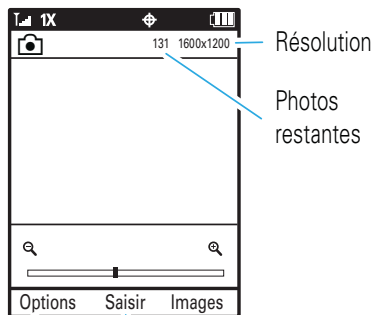 1X
131 1600x1200
Résolution
Photos
restantes
Options Saisir Images